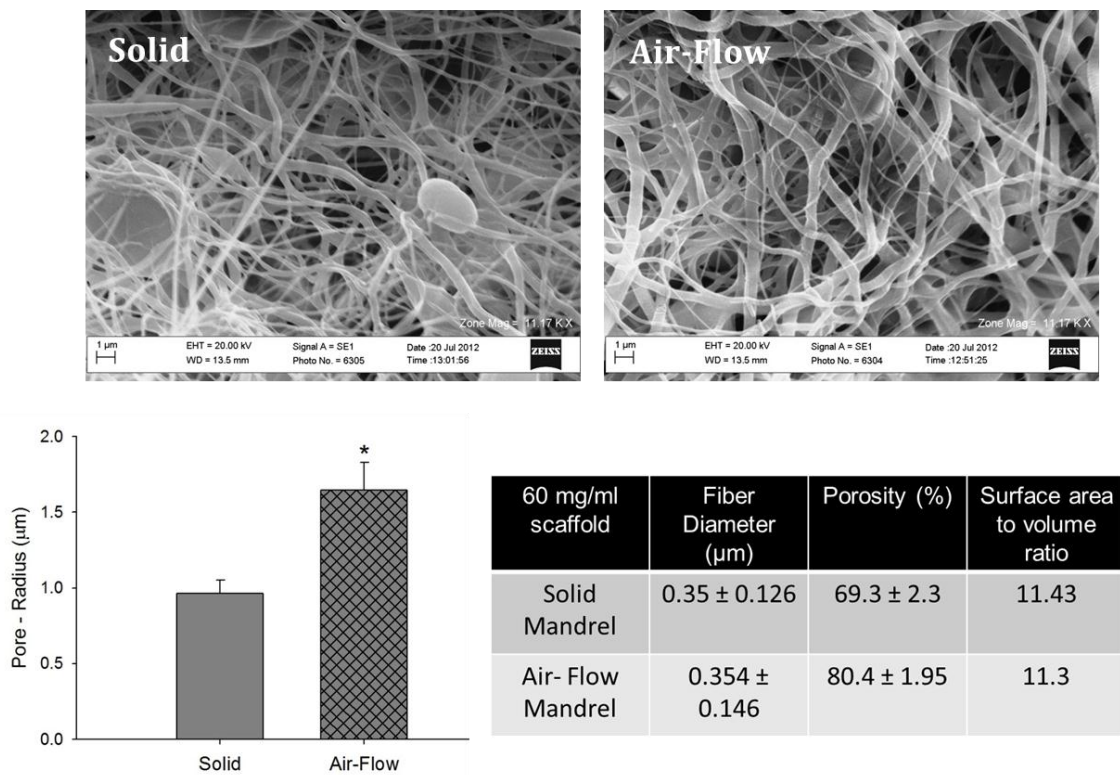 Solid
Zone Mag = 11.17 K X
1 µm
EHT = 20.00 kV
Signal A = SE1
Date :20 Jul 2012
WD = 13.5 mm
Photo No. = 6305
Time :13:01:56
ZEISS
Air-Flow
Zone Mag = 11.17 K X
1 µm
EHT = 20.00 kV
Signal A = SE1
Date :20 Jul 2012
WD = 13.5 mm
Photo No. = 6304
Time :12:51:25
ZEISS
Pore - Radius (µm)
2.0
1.5
1.0
0.5
0.0
*
Solid
Air-Flow
60 mg/ml
scaffold
Fiber
Diameter
(µm)
Porosity (%)
Surface area
to volume
ratio
Solid
Mandrel
0.35 ± 0.126
69.3 ± 2.3
11.43
Air- Flow
Mandrel
0.354 ±
0.146
80.4 ± 1.95
11.3